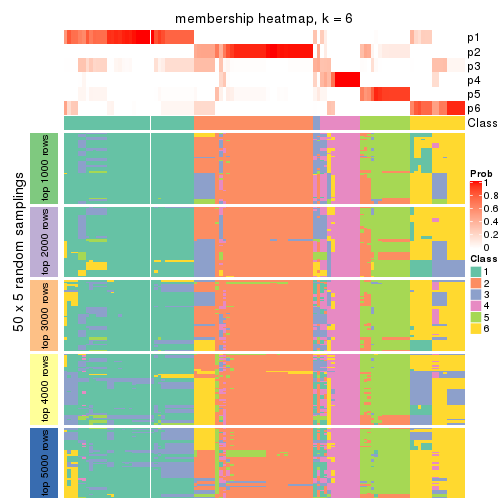 membership heatmap, k = 6
p1
p2
p3
p4
p5
p6
Class
50 x 5 random samplings
top 1000 rows
top 2000 rows
top 3000 rows
top 4000 rows
top 5000 rows
Prob
1
0.8
0.6
0.4
0.2
0
Class
1
2
3
4
5
6